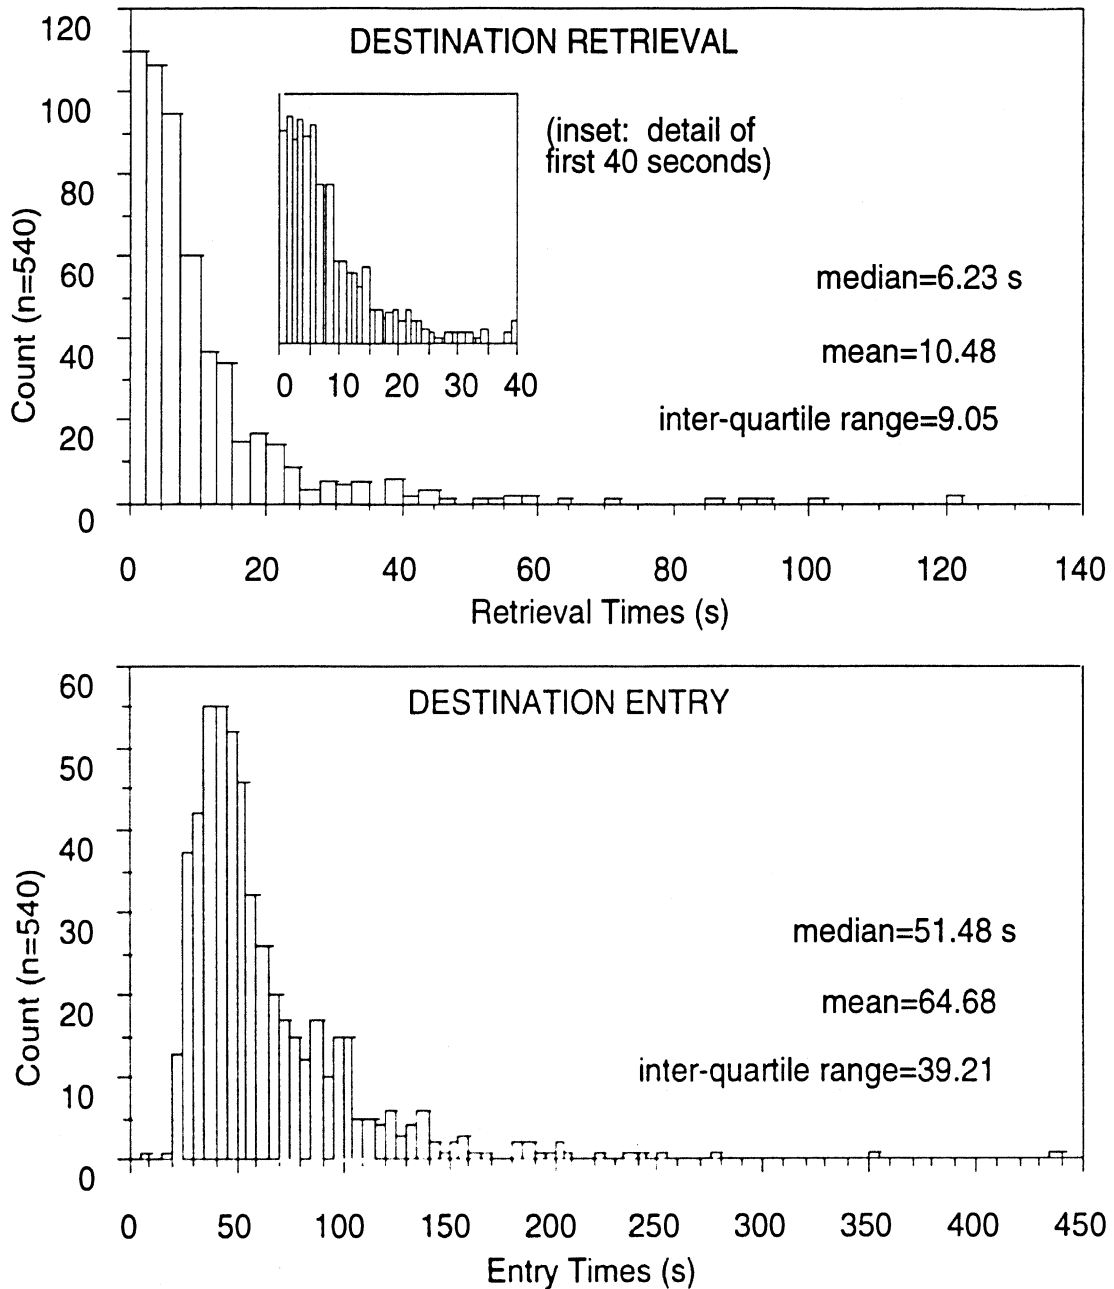 DESTINATION RETRIEVAL
(inset: detail of
first 40 seconds)
median=6.23 s
mean=10.48
inter-quartile range=9.05
Count (n=540)
120
100
80
60
40
20
0
0 10 20 30 40
0 20 40 60 80 100 120 140
Retrieval Times (s)
DESTINATION ENTRY
median=51.48 s
mean=64.68
inter-quartile range=39.21
Count (n=540)
60
50
40
30
20
10
0
0 50 100 150 200 250 300 350 400 450
Entry Times (s)